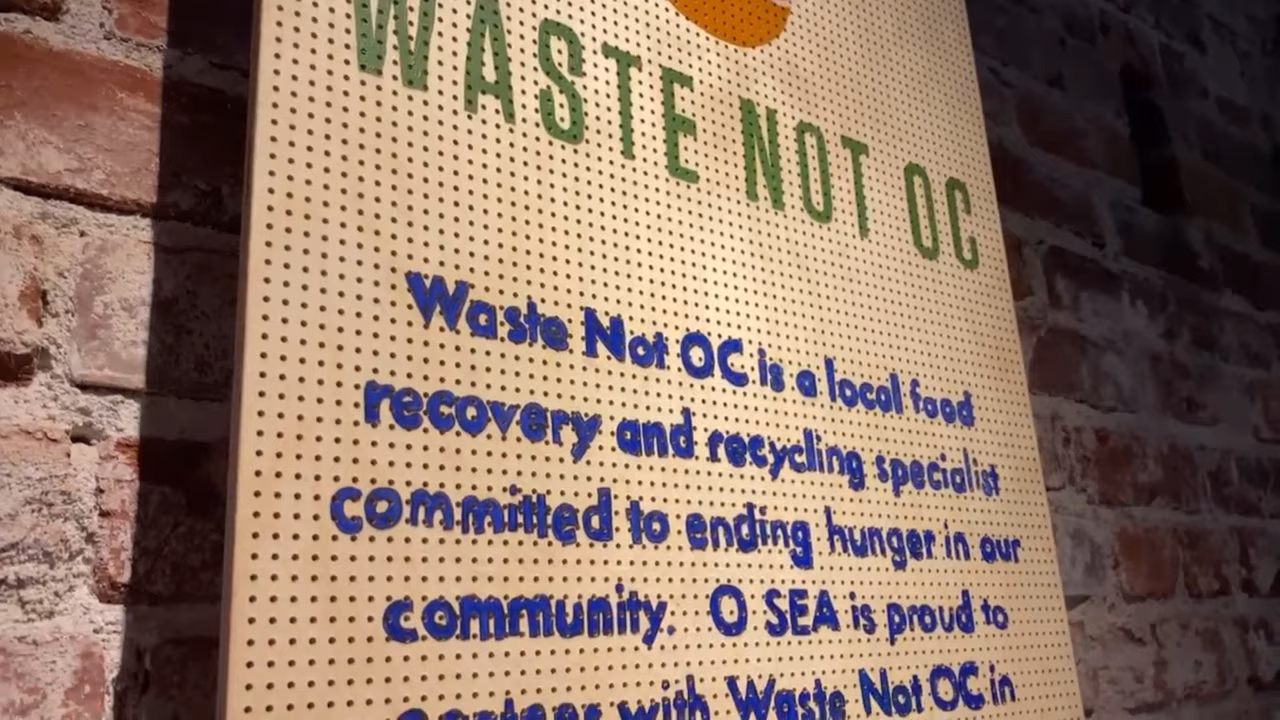 WASTE NOT OC
Waste Not OC is a local food
recovery and recycling specialist
committed to ending hunger in our
community. O SEA is proud to
partner with Waste Not OC in